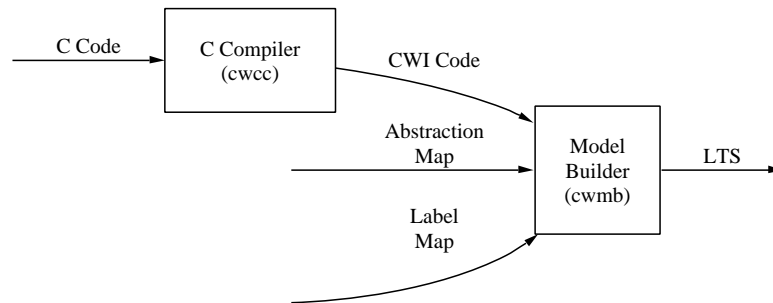 C Code
C Compiler
(cwcc)
CWI Code
Abstraction
Map
Model
Builder
(cwmb)
LTS
Label
Map